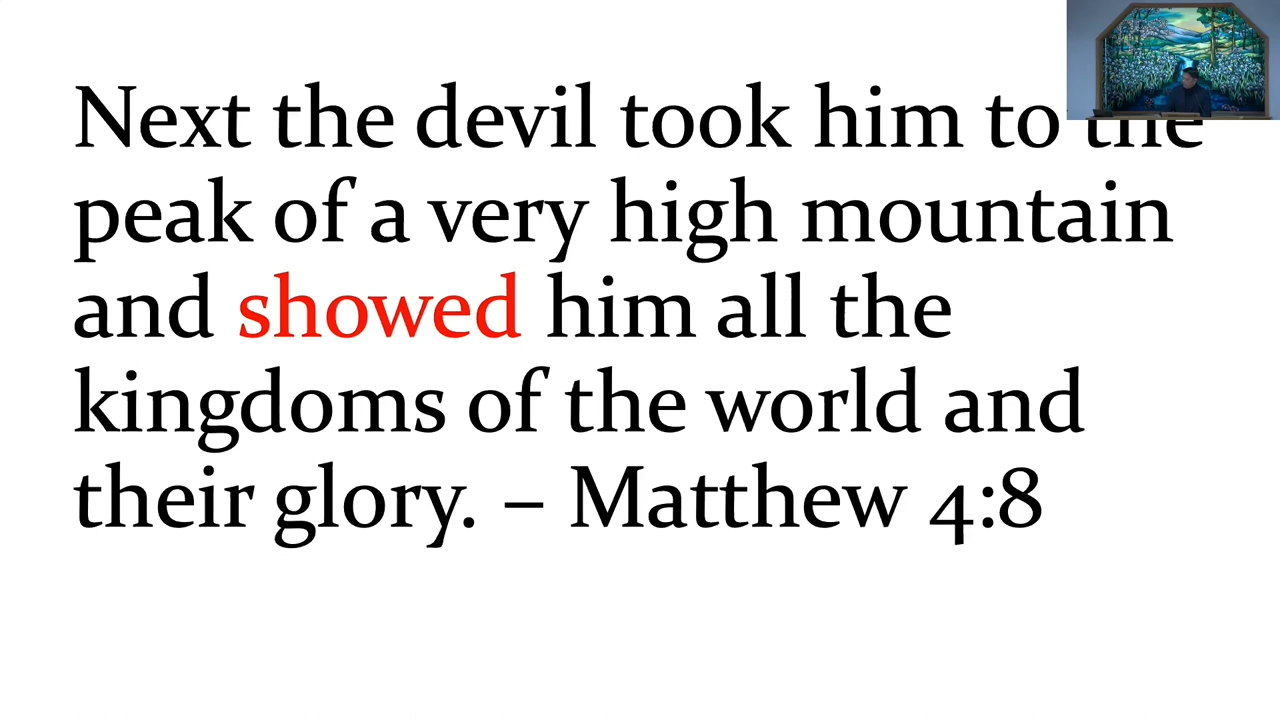 Next the devil took him to the
peak of a very high mountain
and showed him all the
kingdoms of the world and
their glory. – Matthew 4:8